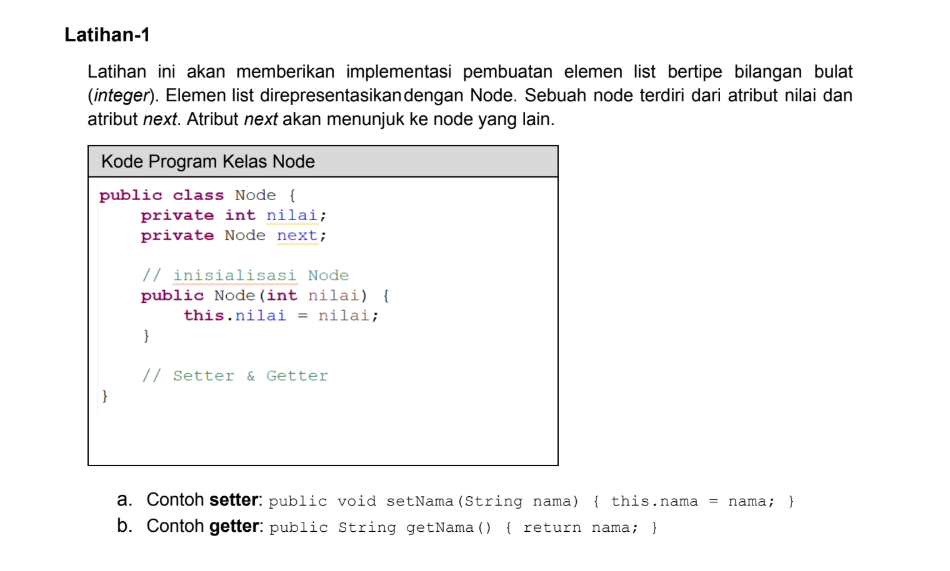 Latihan-1
Latihan ini akan memberikan implementasi pembuatan elemen list bertipe bilangan bulat
(integer). Elemen list direpresentasikan dengan Node. Sebuah node terdiri dari atribut nilai dan
atribut next. Atribut next akan menunjuk ke node yang lain.
Kode Program Kelas Node
public class Node {
    private int nilai;
    private Node next;
    // inisialisasi Node
    public Node(int nilai) {
        this.nilai = nilai;
    }
    // Setter & Getter
}
a. Contoh setter: public void setNama(String nama) { this.nama = nama; }
b. Contoh getter: public String getNama() { return nama; }